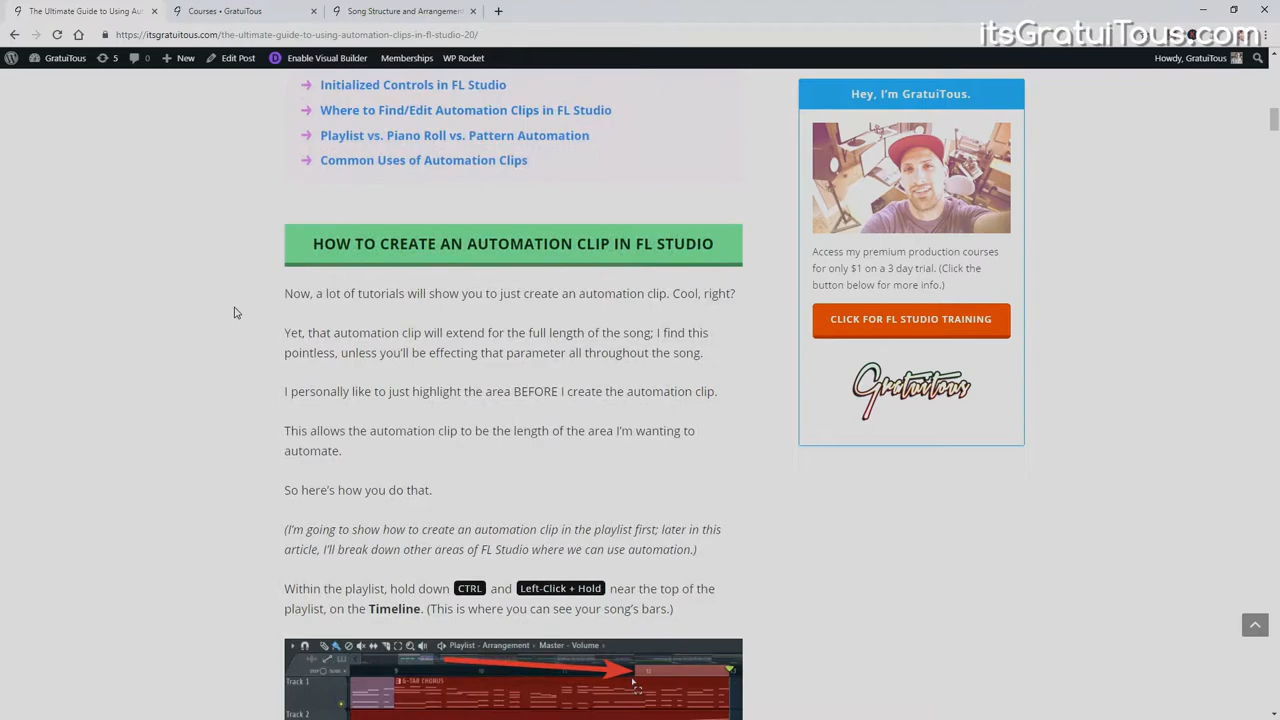 The Ultimate Guide to Using Aut
Courses • GratuiTous
Song Structure and Arrangement
itsGratuiTous.com
https://itsgratuitous.com/the-ultimate-guide-to-using-automation-clips-in-fl-studio-20/
GratuiTous
5
0
New
Edit Post
Enable Visual Builder
Memberships
WP Rocket
Howdy, GratuiTous
Initialized Controls in FL Studio
Where to Find/Edit Automation Clips in FL Studio
Playlist vs. Piano Roll vs. Pattern Automation
Common Uses of Automation Clips
HOW TO CREATE AN AUTOMATION CLIP IN FL STUDIO
Now, a lot of tutorials will show you to just create an automation clip. Cool, right?
Yet, that automation clip will extend for the full length of the song; I find this
pointless, unless you'll be effecting that parameter all throughout the song.
I personally like to just highlight the area BEFORE I create the automation clip.
This allows the automation clip to be the length of the area I'm wanting to
automate.
So here's how you do that.
(I'm going to show how to create an automation clip in the playlist first; later in this
article, I'll break down other areas of FL Studio where we can use automation.)
Within the playlist, hold down CTRL and Left-Click + Hold near the top of the
playlist, on the Timeline. (This is where you can see your song's bars.)
Playlist - Arrangement
Master - Volume
Track 1
G-TAR CHORUS
Track 2
Hey, I'm GratuiTous.
Access my premium production courses
for only $1 on a 3 day trial. (Click the
button below for more info.)
CLICK FOR FL STUDIO TRAINING
Gratuitous